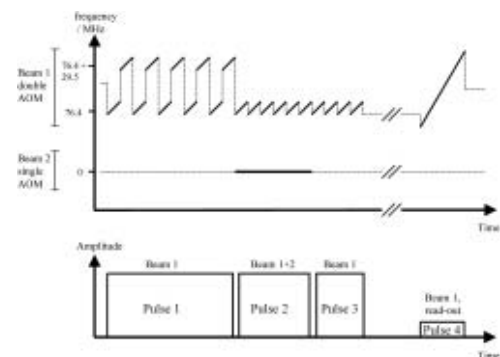 frequency
/ MHz
Beam 1
double
AOM
76.4 +
29.5
76.4
Beam 2
single
AOM
0
Time
Amplitude
Beam 1
Beam 1+2
Beam 1
Beam 1,
read-out
Pulse 1
Pulse 2
Pulse 3
Pulse 4
Time